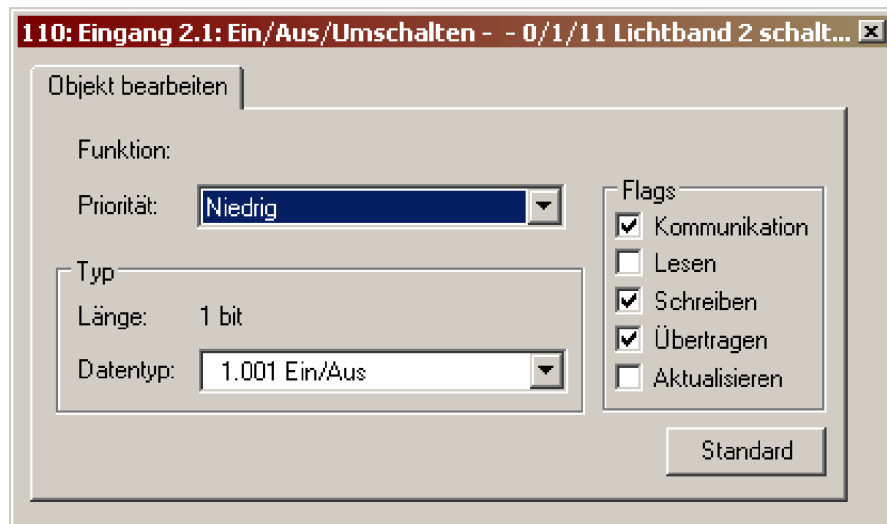 110: Eingang 2.1: Ein/Aus/Umschalten -  - 0/1/11 Lichtband 2 schalt...
Objekt bearbeiten
Funktion:
Priorität: Niedrig
Typ
Länge: 1 bit
Datentyp: 1.001 Ein/Aus
Flags
Kommunikation
Lesen
Schreiben
Übertragen
Aktualisieren
Standard